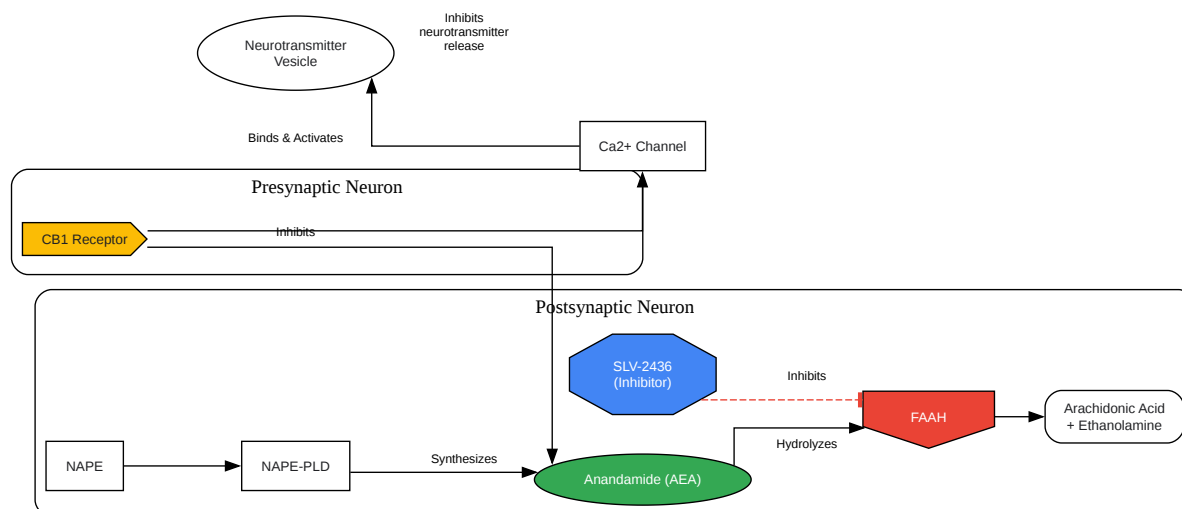 Inhibits
neurotransmitter
release
Neurotransmitter
Vesicle
Binds & Activates
Ca2+ Channel
Presynaptic Neuron
CB1 Receptor
Inhibits
Postsynaptic Neuron
SLV-2436
(Inhibitor)
Inhibits
FAAH
Arachidonic Acid
+ Ethanolamine
Hydrolyzes
NAPE
NAPE-PLD
Synthesizes
Anandamide (AEA)